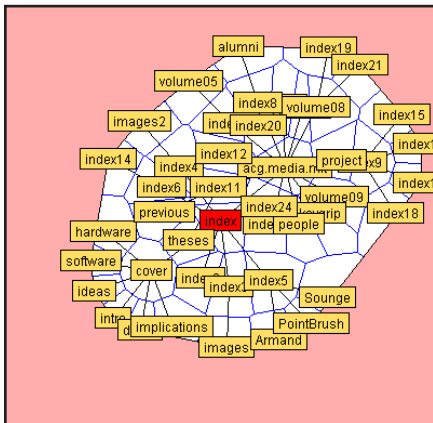 alumni
index19
index21
volume05
index8
volume08
index15
images2
index20
index12
project
index14
index4
acg.media.m
index6
index11
volume09
previous
index24
index18
index
people
hardware
theses
software
cover
index5
ideas
Sounge
intro
implications
PointBrush
images
Armand